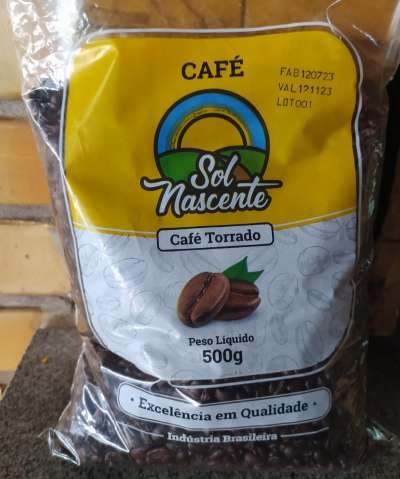 CAFÉ
FAB120723
VAL121123
LOT001
Sol
Nascente
Café Torrado
Peso Líquido
500g
• Excelência em Qualidade •
Indústria Brasileira